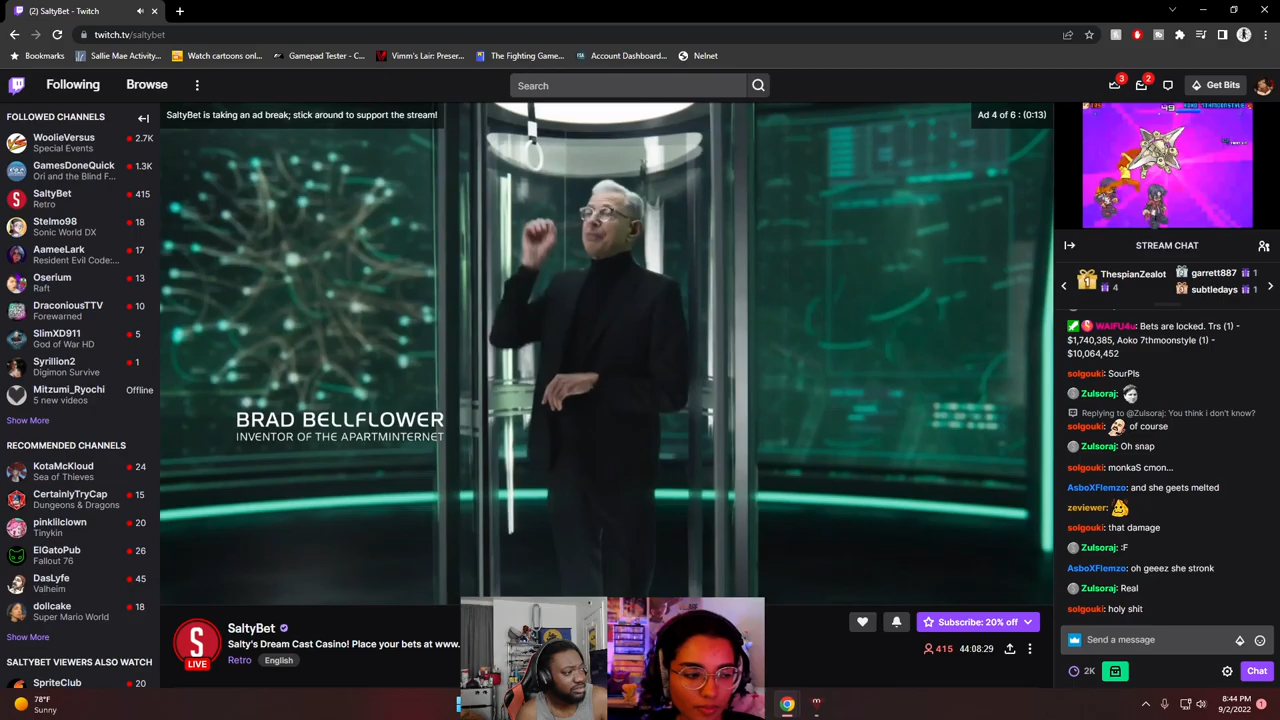 (2) SaltyBet - Twitch
twitch.tv/saltybet
Bookmarks
Sallie Mae Activity...
Watch cartoons onl...
Gamepad Tester - C...
Vimm's Lair: Prese...
The Fighting Game...
Account Dashboard...
Nelnet
Following
Browse
Search
3
2
Get Bits
FOLLOWED CHANNELS
WoolieVersus 2.7K
Special Events
GamesDoneQuick 1.3K
Ori and the Blind F...
SaltyBet 415
Retro
Stelmo98 18
Sonic World DX
AameeLark 17
Resident Evil Code:...
Oserium 13
Raft
DraconiousTTV 10
Forewarned
SlimXD911 5
God of War HD
Syrillion2 1
Digimon Survive
Mitzumi_Ryochi Offline
5 new videos
Show More
RECOMMENDED CHANNELS
KotaMcKloud 24
Sea of Thieves
CertainlyTryCap 15
Dungeons & Dragons
pinklilclown 20
Tinykin
ElGatoPub 26
Fallout 76
DasLyfe 45
Valheim
dollcake 18
Super Mario World
Show More
SALTYBET VIEWERS ALSO WATCH
SpriteClub 20
SaltyBet is taking an ad break; stick around to support the stream!
Ad 4 of 6 : (0:13)
BRAD BELLFLOWER
INVENTOR OF THE APARTMINTERNET
S
LIVE
SaltyBet
Salty's Dream Cast Casino! Place your bets at www.
Retro English
Subscribe: 20% off
415 44:08:29
49
STREAM CHAT
1
ThespianZealot
4
garrett887 1
subtledays 1
WAIFU4u: Bets are locked. Trs (1) -
$1,740,385, Aoko 7thmoonstyle (1) -
$10,064,452
solgouki: SourPls
Zulsoraj:
Replying to @Zulsoraj: You think i don't know?
solgouki: of course
Zulsoraj: Oh snap
solgouki: monkaS cmon...
AsboXFlemzo: and she geets melted
zeviewer:
solgouki: that damage
Zulsoraj: :F
AsboXFlemzo: oh geeez she stronk
Zulsoraj: Real
solgouki: holy shit
Send a message
2K
Chat
78°F
Sunny
8:44 PM
9/2/2022
1